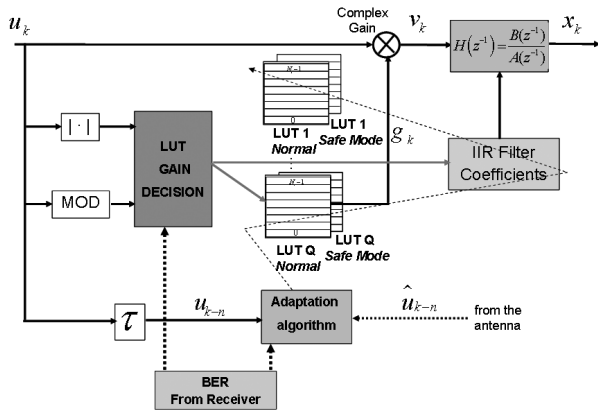 u_k
Complex
Gain
v_k
H(z^{-1}) = B(z^{-1}) / A(z^{-1})
x_k
N-1
0
LUT 1
Normal
LUT 1
Safe Mode
g_k
|·|
LUT
GAIN
DECISION
IIR Filter
Coefficients
MOD
N-1
0
LUT Q
Normal
LUT Q
Safe Mode
τ
u_{k-n}
Adaptation
algorithm
û_{k-n}
from the
antenna
BER
From Receiver